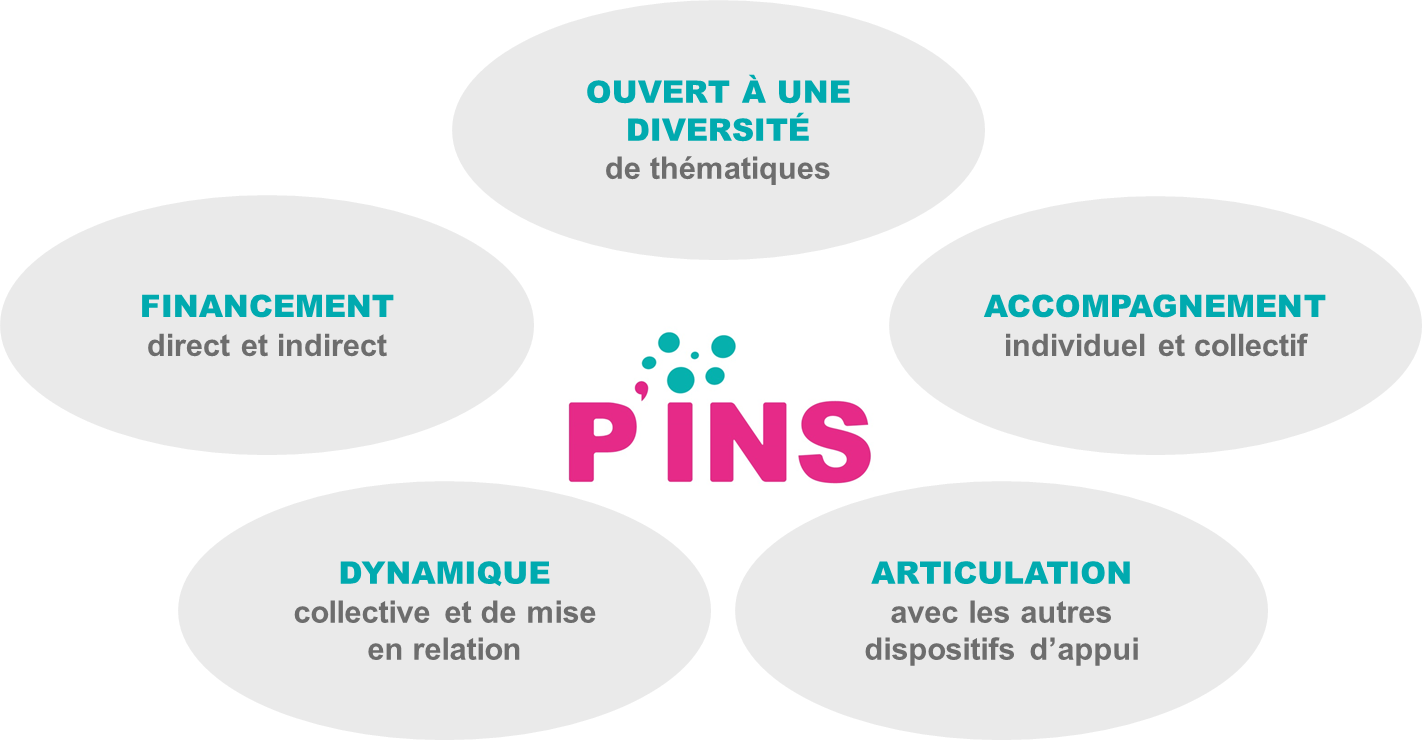 OUVERT À UNE
DIVERSITÉ
de thématiques
FINANCEMENT
direct et indirect
ACCOMPAGNEMENT
individuel et collectif
P'INS
DYNAMIQUE
collective et de mise
en relation
ARTICULATION
avec les autres
dispositifs d’appui